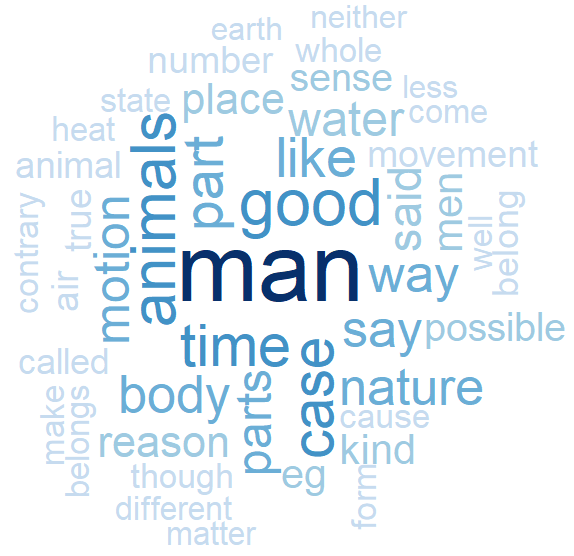 neither
earth
whole
number
sense
less
state
place
come
water
heat
like
movement
animal
animals
part
good
said
men
well
belong
contrary
true
air
motion
man
way
time
say
possible
called
case
nature
body
parts
make
belongs
cause
reason
kind
though
eg
form
different
matter